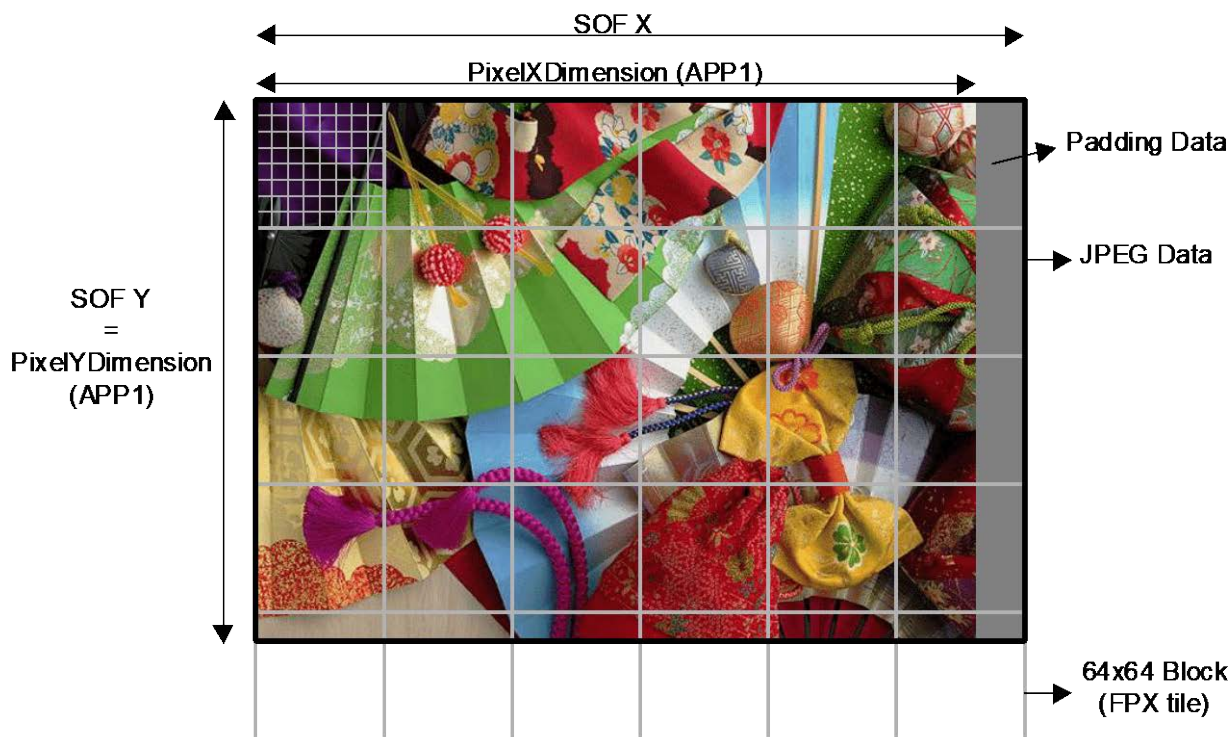 SOF X
PixelXDimension (APP1)
Padding Data
JPEG Data
SOF Y
=
PixelYDimension
(APP1)
64x64 Block
(FPX tile)